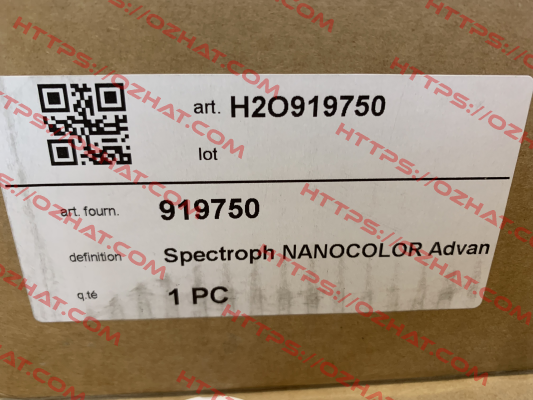 art. H2O919750
lot
art. fourn. 919750
definition Spectroph NANOCOLOR Advan
q.té 1 PC
HTTPS://OZHAT.COM